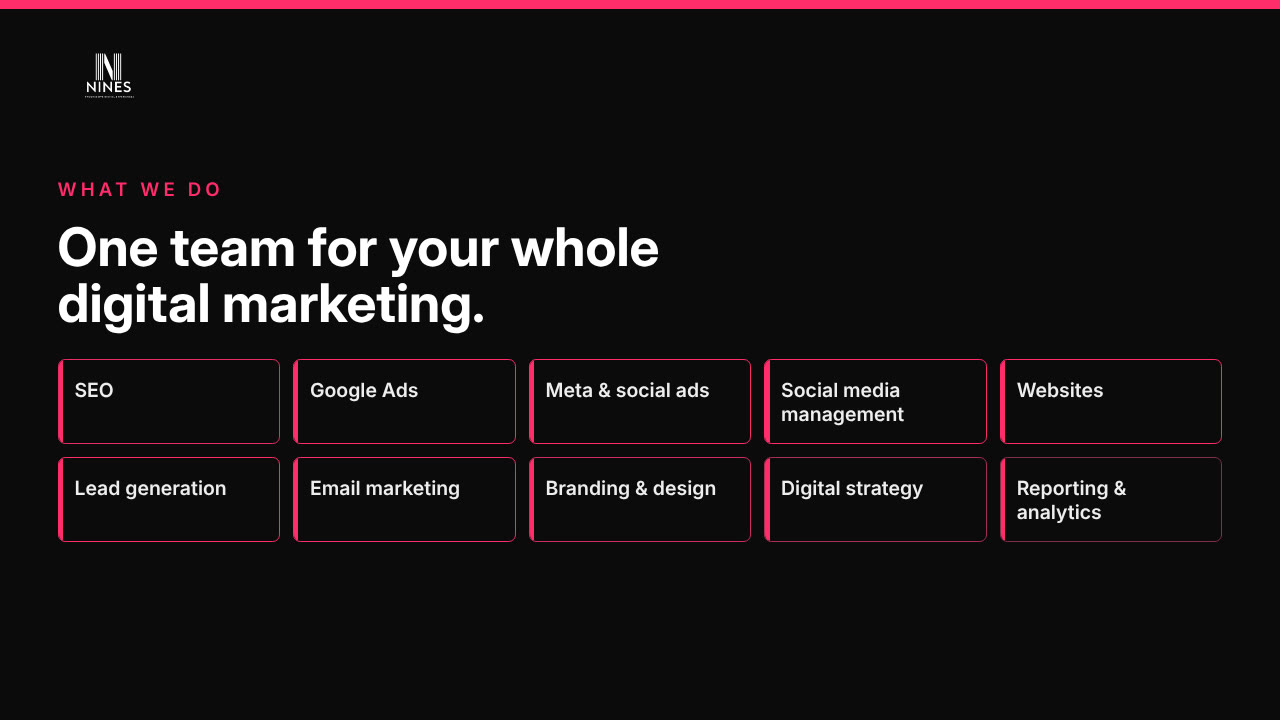 NINES
WHAT WE DO
One team for your whole
digital marketing.
SEO
Google Ads
Meta & social ads
Social media
management
Websites
Lead generation
Email marketing
Branding & design
Digital strategy
Reporting &
analytics